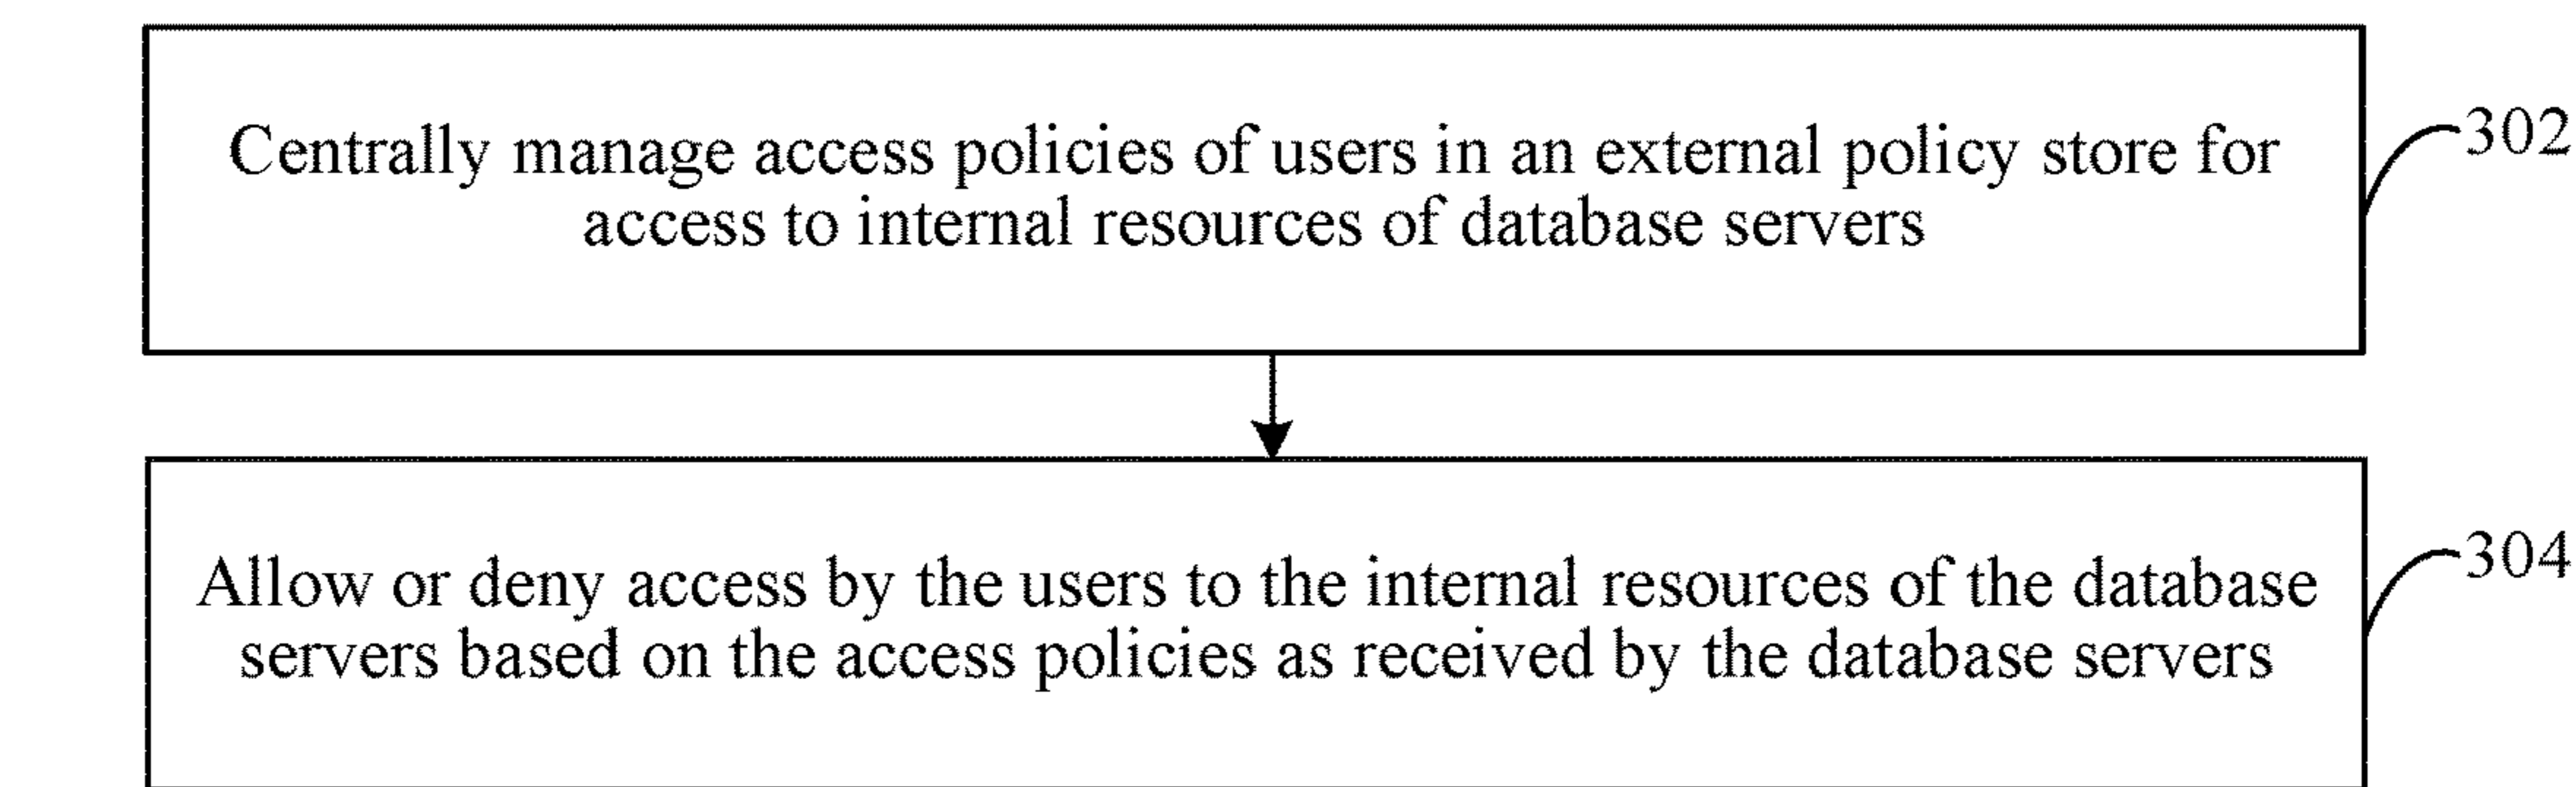 Centrally manage access policies of users in an external policy store for
access to internal resources of database servers
302
Allow or deny access by the users to the internal resources of the database
servers based on the access policies as received by the database servers
304